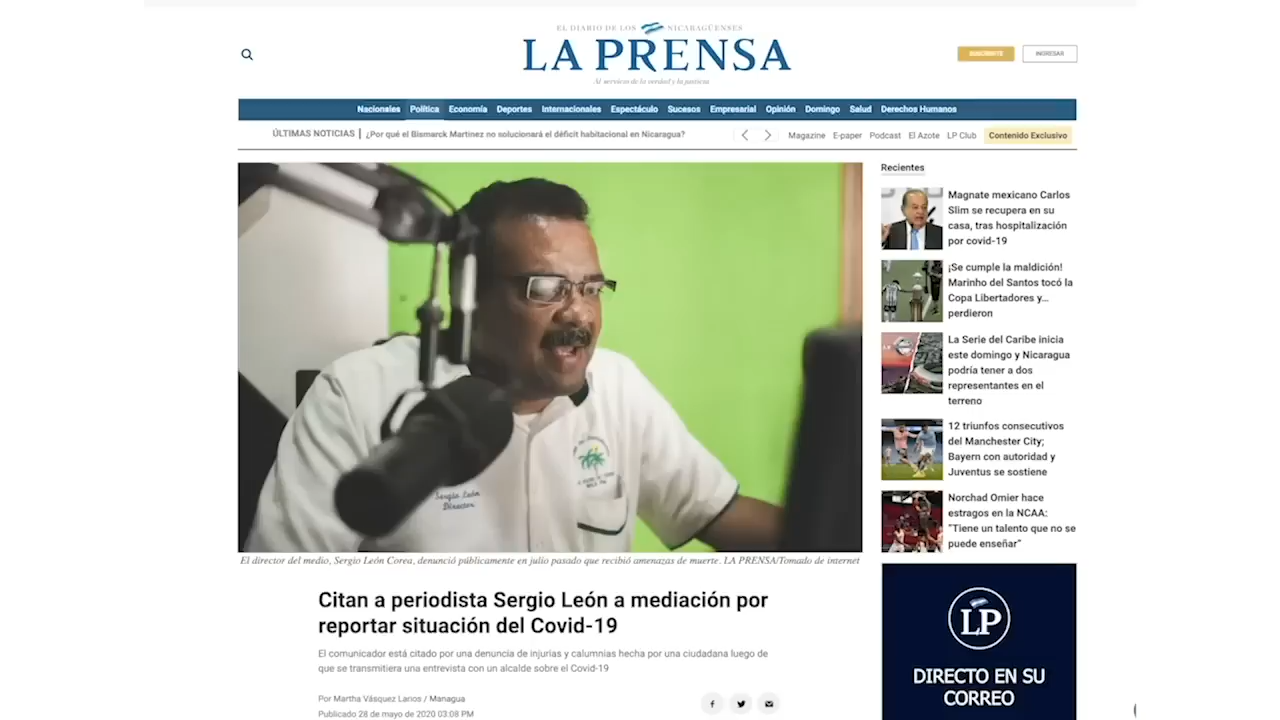 EL DIARIO DE LOS NICARAGÜENSES
LA PRENSA
Al servicio de la verdad y la justicia
SUSCRIBITE
INGRESAR
Nacionales Política Economía Deportes Internacionales Espectáculo Sucesos Empresarial Opinión Domingo Salud Derechos Humanos
ÚLTIMAS NOTICIAS | ¿Por qué el Bismarck Martínez no solucionará el déficit habitacional en Nicaragua?
Magazine E-paper Podcast El Azote LP Club Contenido Exclusivo
Sergio León
Director
El director del medio, Sergio León Corea, denunció públicamente en julio pasado que recibió amenazas de muerte. LA PRENSA/Tomado de internet
Citan a periodista Sergio León a mediación por
reportar situación del Covid-19
El comunicador está citado por una denuncia de injurias y calumnias hecha por una ciudadana luego de
que se transmitiera una entrevista con un alcalde sobre el Covid-19
Por Martha Vásquez Larios / Managua
Publicado 28 de mayo de 2020 03:08 PM
Recientes
Magnate mexicano Carlos
Slim se recupera en su
casa, tras hospitalización
por covid-19
¡Se cumple la maldición!
Marinho del Santos tocó la
Copa Libertadores y…
perdieron
La Serie del Caribe inicia
este domingo y Nicaragua
podría tener a dos
representantes en el
terreno
12 triunfos consecutivos
del Manchester City;
Bayern con autoridad y
Juventus se sostiene
Norchad Omier hace
estragos en la NCAA:
"Tiene un talento que no se
puede enseñar"
LP
DIRECTO EN SU
CORREO